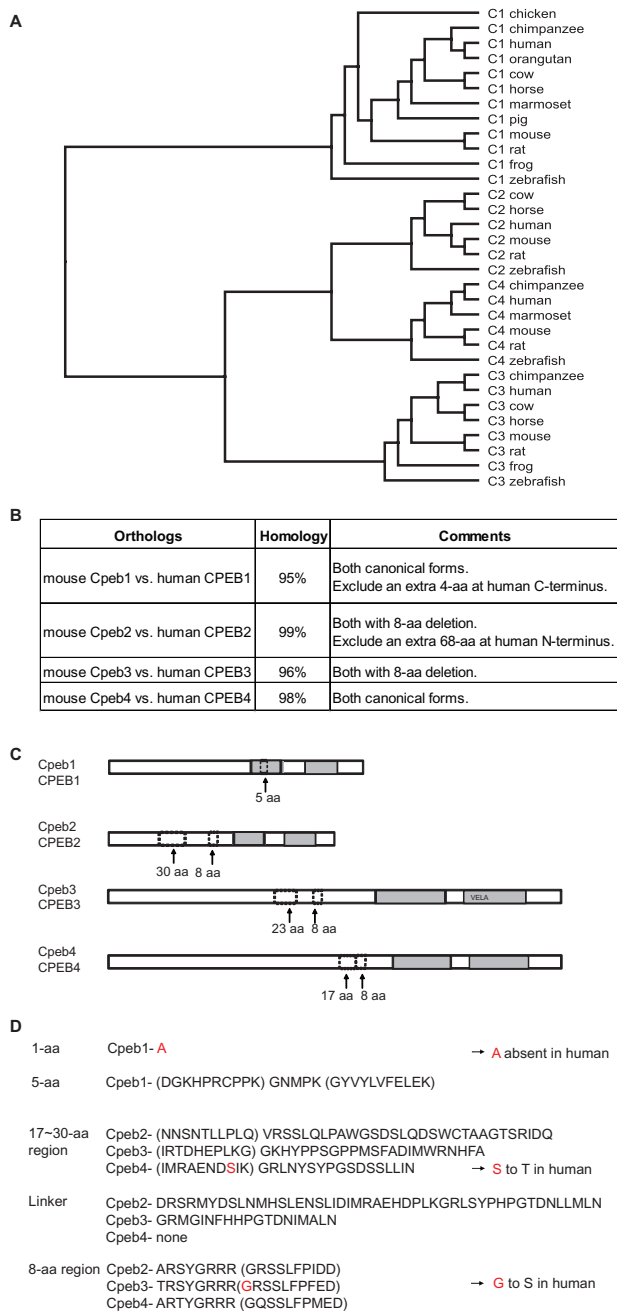 A
C1 chicken
C1 chimpanzee
C1 human
C1 orangutan
C1 cow
C1 horse
C1 marmoset
C1 pig
C1 mouse
C1 rat
C1 frog
C1 zebrafish
C2 cow
C2 horse
C2 human
C2 mouse
C2 rat
C2 zebrafish
C4 chimpanzee
C4 human
C4 marmoset
C4 mouse
C4 rat
C4 zebrafish
C3 chimpanzee
C3 human
C3 cow
C3 horse
C3 mouse
C3 rat
C3 frog
C3 zebrafish
B
Orthologs Homology Comments
mouse Cpeb1 vs. human CPEB1 95% Both canonical forms.
Exclude an extra 4-aa at human C-terminus.
mouse Cpeb2 vs. human CPEB2 99% Both with 8-aa deletion.
Exclude an extra 68-aa at human N-terminus.
mouse Cpeb3 vs. human CPEB3 96% Both with 8-aa deletion.
mouse Cpeb4 vs. human CPEB4 98% Both canonical forms.
C
Cpeb1
CPEB1
5 aa
Cpeb2
CPEB2
30 aa 8 aa
Cpeb3
CPEB3
VELA
23 aa 8 aa
Cpeb4
CPEB4
17 aa 8 aa
D
1-aa Cpeb1- A → A absent in human
5-aa Cpeb1- (DGKHPRCPPK) GNMPK (GYVYLVFELEK)
17~30-aa region Cpeb2- (NNSNTLLPLQ) VRSSLQLPAWGSDSLQDSWCTAAGTSRIDQ
Cpeb3- (IRTDHEPLKG) GKHYPPSGPPMSFADIMWRNHFA
Cpeb4- (IMRAENDSIK) GRLNYSYPGSDSSLLIN → S to T in human
Linker Cpeb2- DRSRMYDSLNMHSLENSLIDIMRAEHDPLKGRLSYPHPGTDNLLMLN
Cpeb3- GRMGINFHHPGTDNIMALN
Cpeb4- none
8-aa region Cpeb2- ARSYGRRR (GRSSLFPIDD)
Cpeb3- TRSYGRRR(GRSSLFPFED) → G to S in human
Cpeb4- ARTYGRRR (GQSSLFPMED)